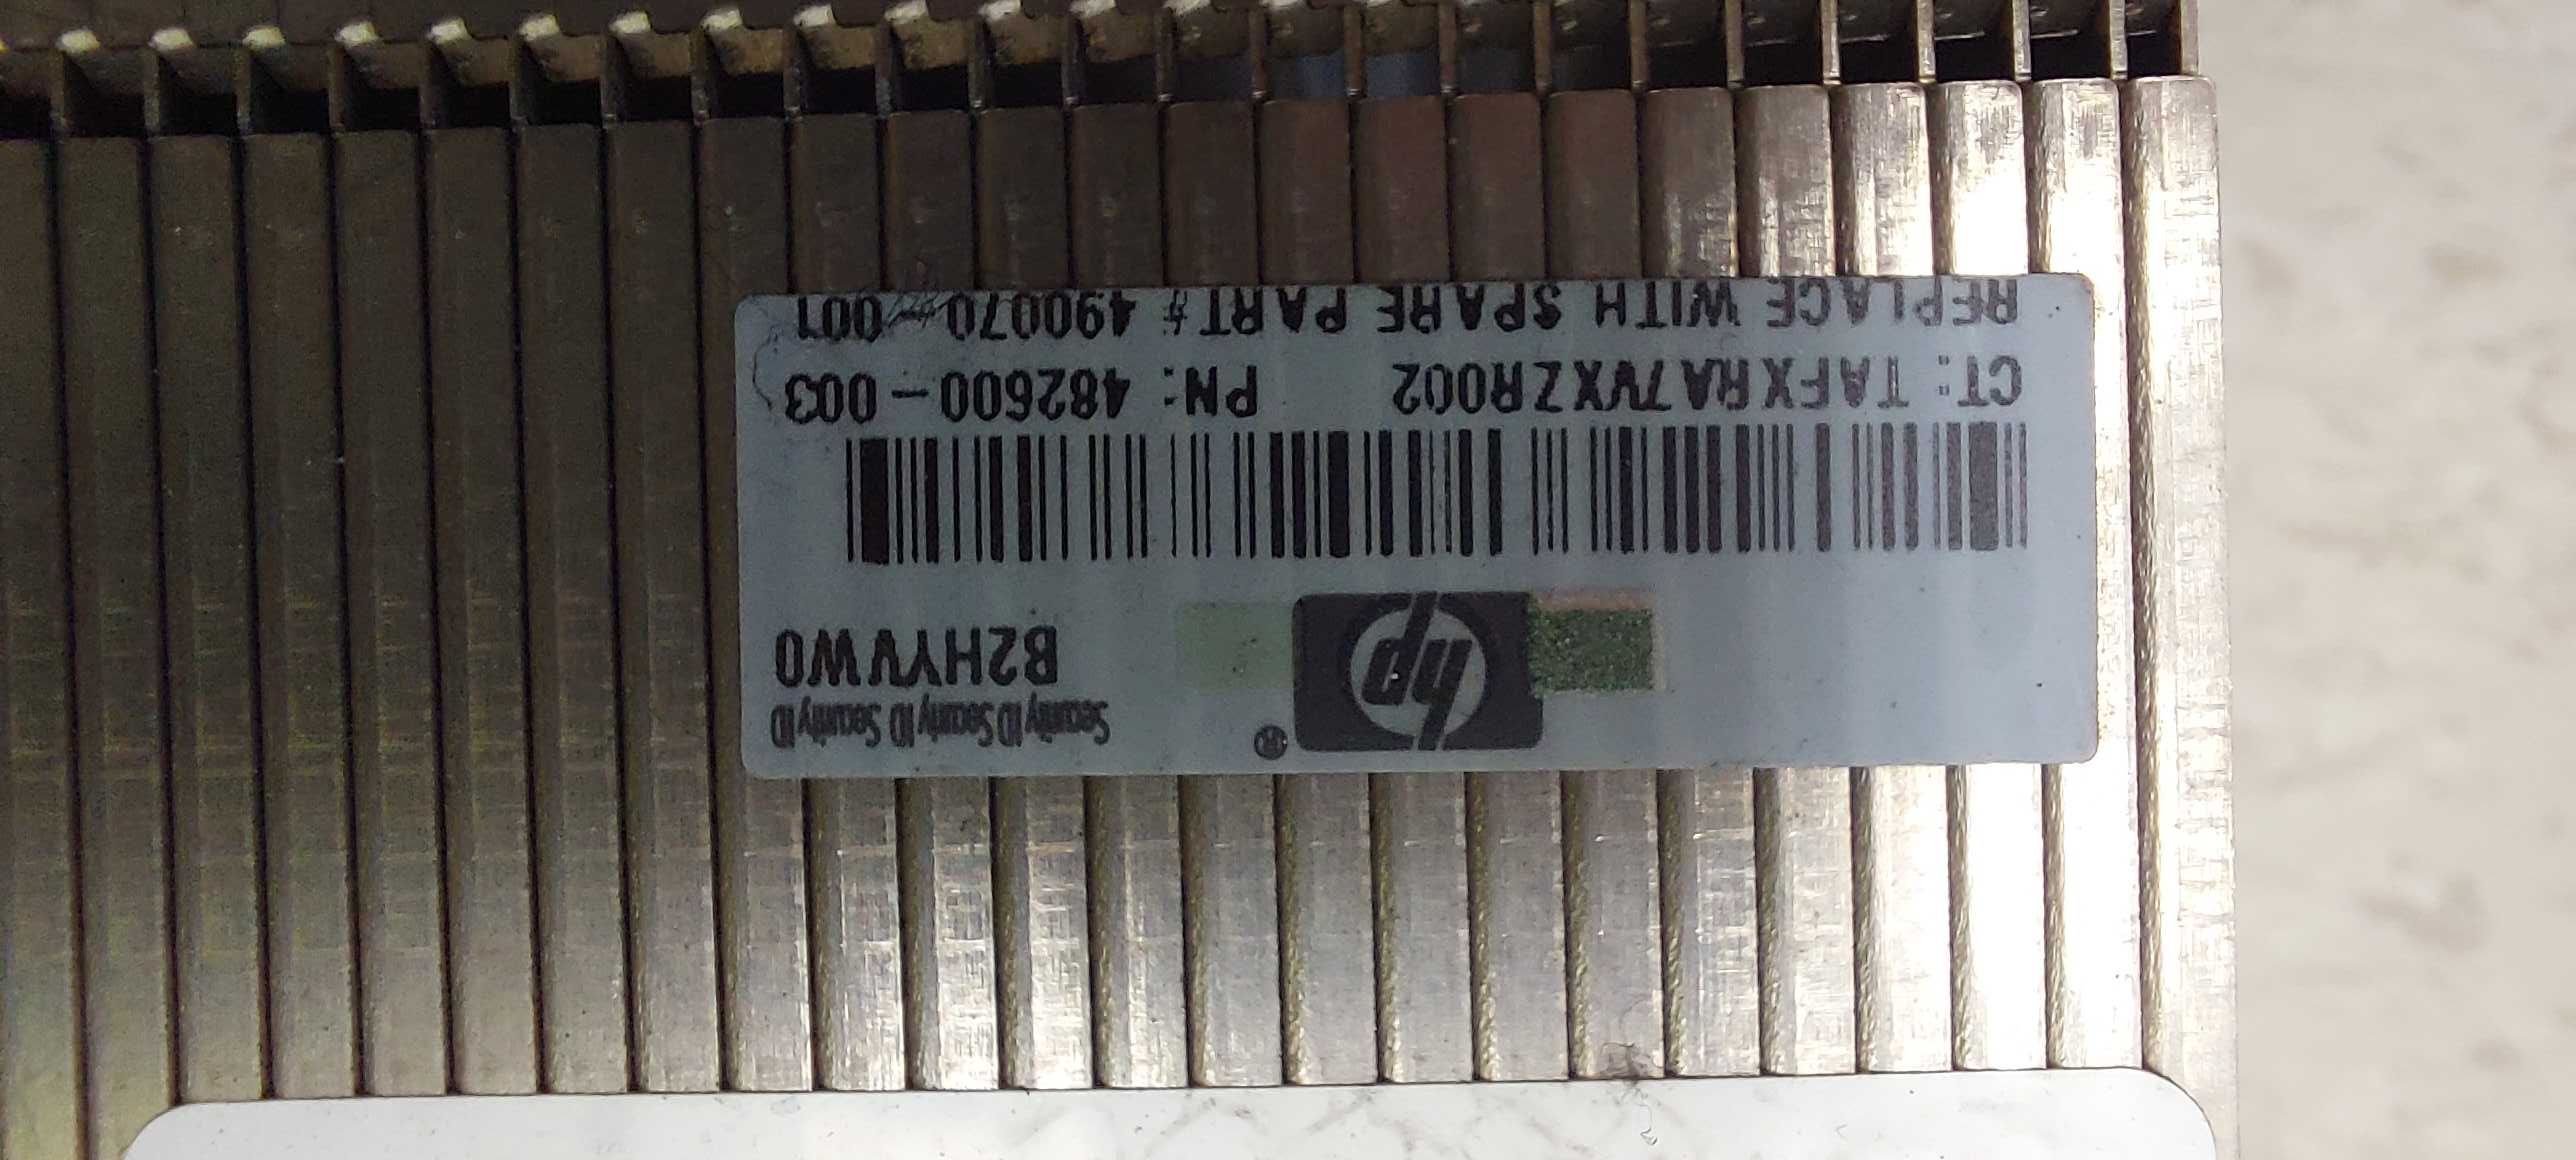 Security ID Security ID Security ID
B2HYVW0
hp®
CT: TAFXRA7VXZR002 PN: 482600-003
REPLACE WITH SPARE PART# 490070-001